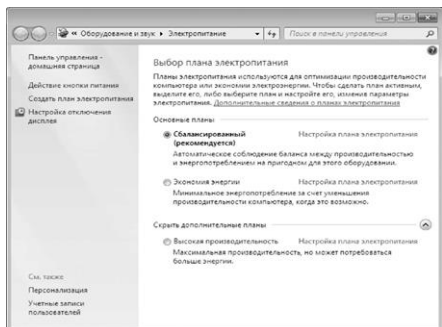 « Оборудование и звук ▸ Электропитание
Поиск в панели управления
Панель управления -
домашняя страница
Действие кнопки питания
Создать план электропитания
Настройка отключения
дисплея
Выбор плана электропитания
Планы электропитания используются для оптимизации производительности
компьютера или экономии электроэнергии. Чтобы сделать план активным,
выделите его, либо выберите план и настройте его, изменив параметры
электропитания. Дополнительные сведения о планах электропитания
Основные планы
Сбалансированный
(рекомендуется)
Настройка плана электропитания
Автоматическое соблюдение баланса между производительностью
и энергопотреблением на пригодном для этого оборудовании.
Экономия энергии
Настройка плана электропитания
Минимальное энергопотребление за счет уменьшения
производительности компьютера, когда это возможно.
Скрыть дополнительные планы
Высокая производительность
Настройка плана электропитания
Максимальная производительность, но может потребоваться
больше энергии.
См. также
Персонализация
Учетные записи
пользователей